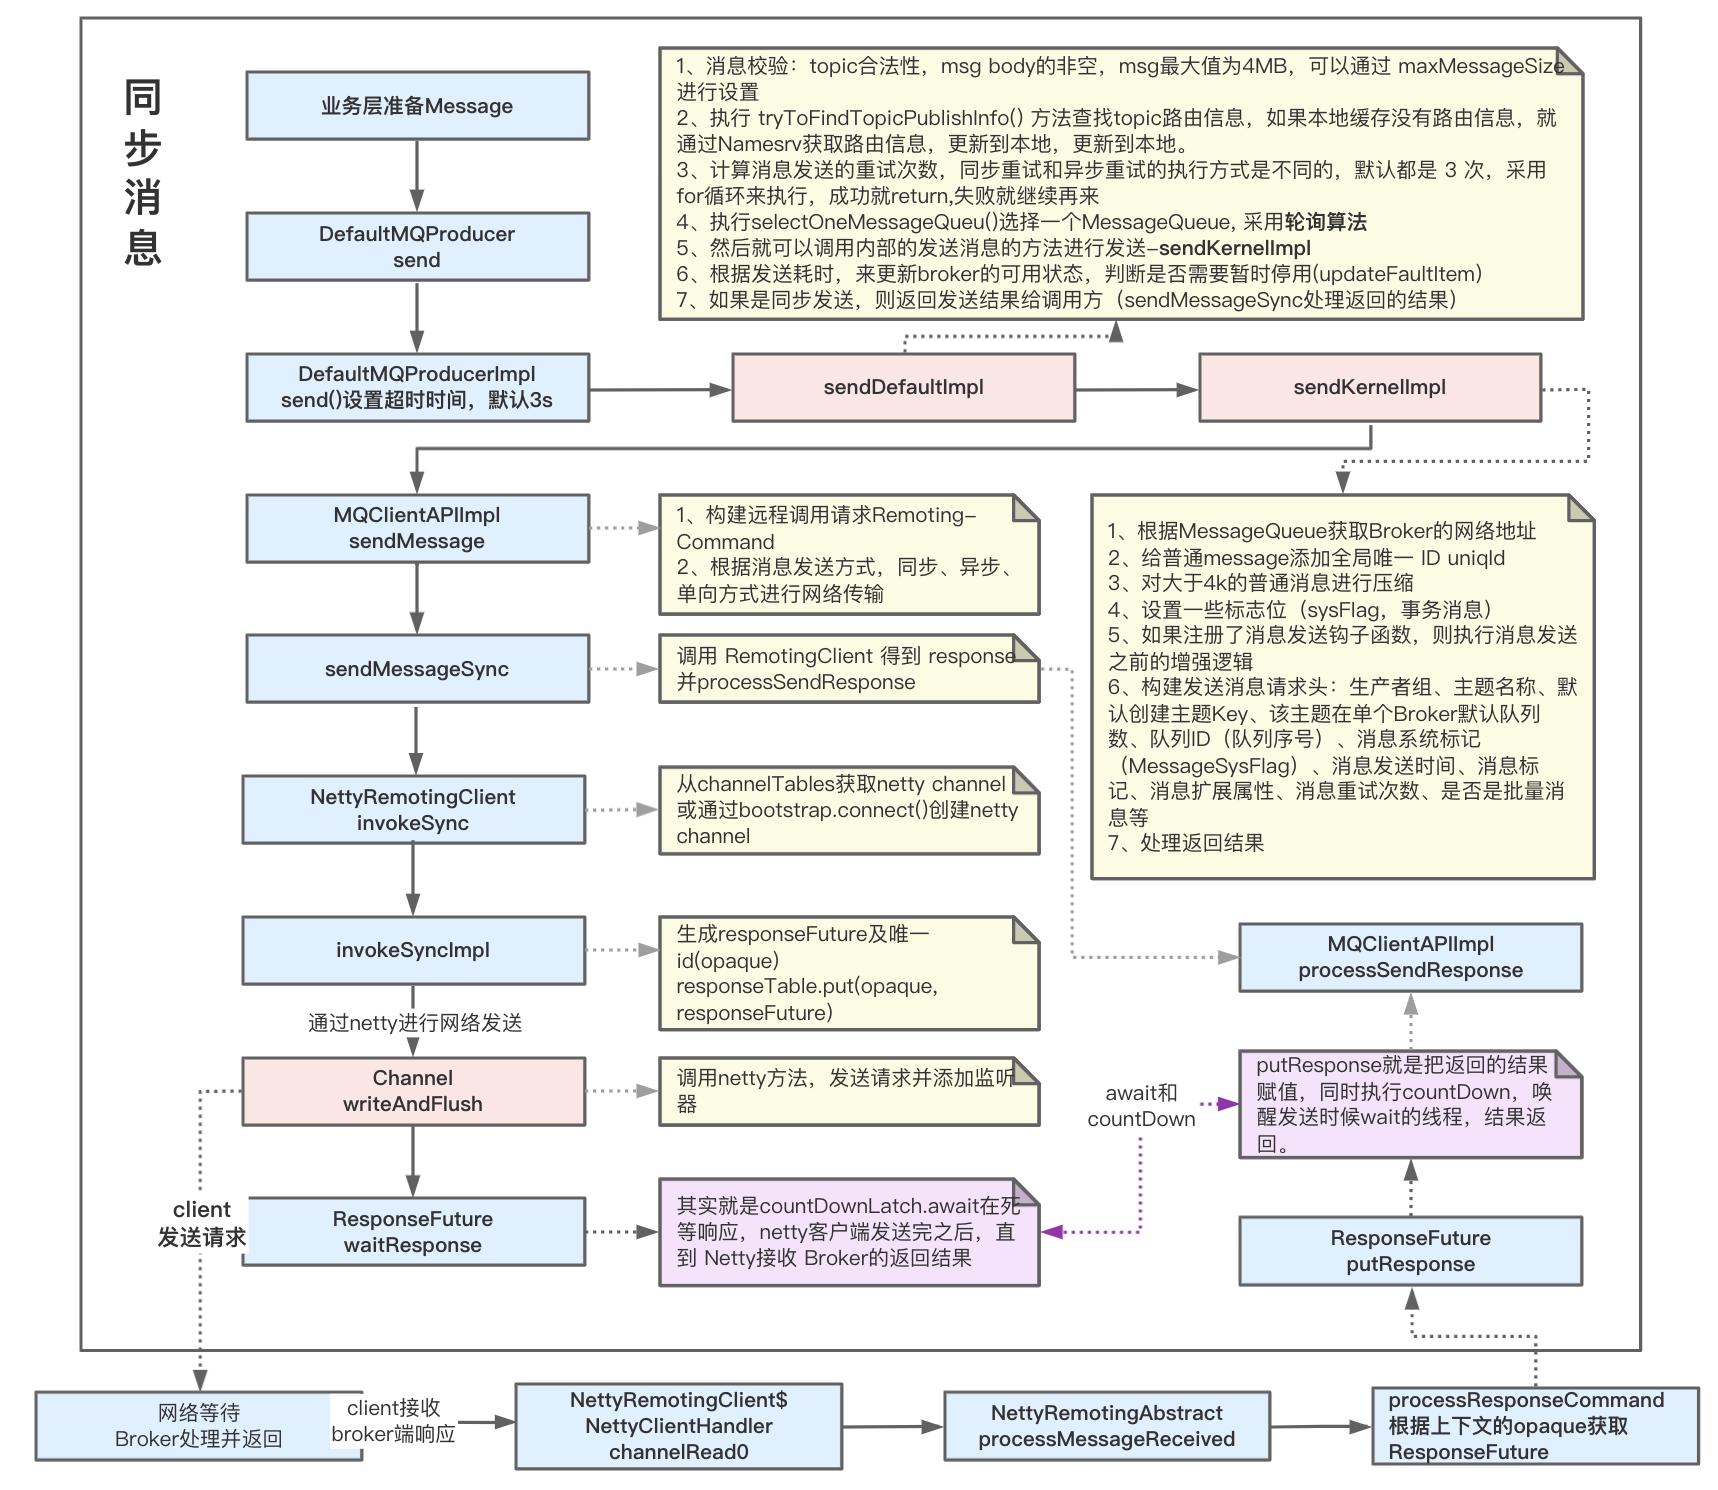 同步消息
业务层准备Message
DefaultMQProducer
send
DefaultMQProducerImpl
send()设置超时时间，默认3s
1、消息校验：topic合法性，msg body的非空，msg最大值为4MB，可以通过 maxMessageSize
进行设置
2、执行 tryToFindTopicPublishInfo() 方法查找topic路由信息，如果本地缓存没有路由信息，就
通过Namesrv获取路由信息，更新到本地，更新到本地。
3、计算消息发送的重试次数，同步重试和异步重试的执行方式是不同的，默认都是 3 次，采用
for循环来执行，成功就return,失败就继续再来
4、执行selectOneMessageQueu()选择一个MessageQueue, 采用轮询算法
5、然后就可以调用内部的发送消息的方法进行发送–sendKernelImpl
6、根据发送耗时，来更新broker的可用状态，判断是否需要暂时停用(updateFaultItem）
7、如果是同步发送，则返回发送结果给调用方（sendMessageSync处理返回的结果）
sendDefaultImpl
sendKernelImpl
MQClientAPIImpl
sendMessage
1、构建远程调用请求Remoting–
Command
2、根据消息发送方式，同步、异步、
单向方式进行网络传输
1、根据MessageQueue获取Broker的网络地址
2、给普通message添加全局唯一 ID uniqId
3、对大于4k的普通消息进行压缩
4、设置一些标志位（sysFlag，事务消息）
5、如果注册了消息发送钩子函数，则执行消息发送
之前的增强逻辑
6、构建发送消息请求头：生产者组、主题名称、默
认创建主题Key、该主题在单个Broker默认队列
数、队列ID（队列序号）、消息系统标记
（MessageSysFlag）、消息发送时间、消息标
记、消息扩展属性、消息重试次数、是否是批量消
息等
7、处理返回结果
sendMessageSync
调用 RemotingClient 得到 response
并processSendResponse
NettyRemotingClient
invokeSync
从channelTables获取netty channel
或通过bootstrap.connect()创建netty
channel
invokeSyncImpl
生成responseFuture及唯一
id(opaque)
responseTable.put(opaque,
responseFuture)
MQClientAPIImpl
processSendResponse
通过netty进行网络发送
Channel
writeAndFlush
调用netty方法，发送请求并添加监听
器
await和
countDown
putResponse就是把返回的结果
赋值，同时执行countDown，唤
醒发送时候wait的线程，结果返
回。
client
发送请求
ResponseFuture
waitResponse
其实就是countDownLatch.await在死
等响应，netty客户端发送完之后，直
到 Netty接收 Broker的返回结果
ResponseFuture
putResponse
网络等待
Broker处理并返回
client接收
broker端响应
NettyRemotingClient$
NettyClientHandler
channelRead0
NettyRemotingAbstract
processMessageReceived
processResponseCommand
根据上下文的opaque获取
ResponseFuture